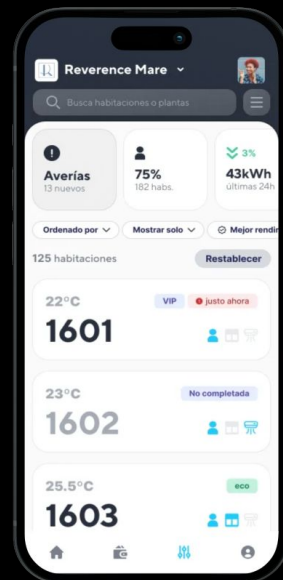 Reverence Mare
Busca habitaciones o plantas
Averías
13 nuevos
75%
182 habs.
3%
43kWh
últimas 24h
Ordenado por
Mostrar solo
Mejor rendi
125 habitaciones
Restablecer
22°C
VIP
justo ahora
1601
23°C
No completada
1602
25.5°C
eco
1603